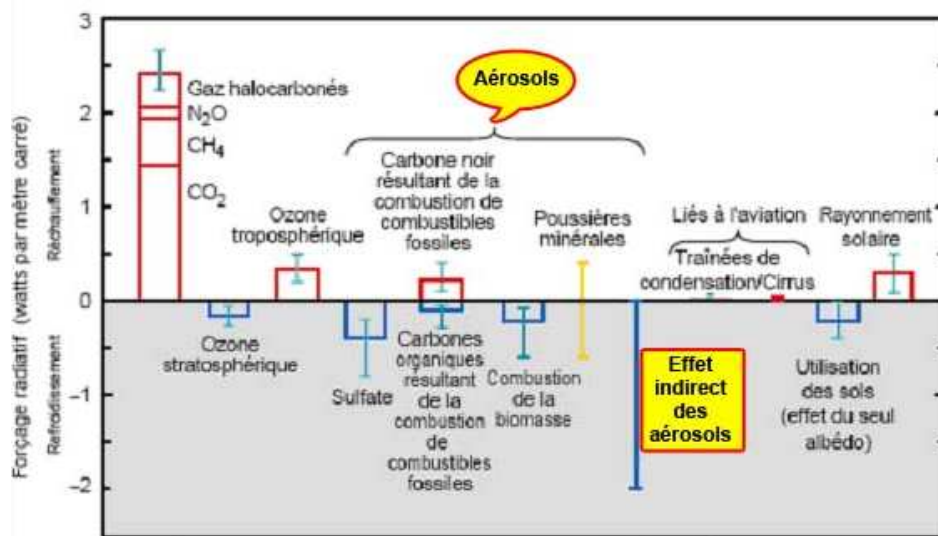 3
2
1
0
−1
−2
Forçage radiatif (watts par mètre carré)
Réchauffement
Refrodissement
Gaz halocarbonés
N₂O
CH₄
CO₂
Ozone
stratosphérique
Ozone
troposphérique
Aérosols
Sulfate
Carbone noir
résultant de la
combustion de
combustibles
fossiles
Carbones
organiques
resultant
de la
combustion
de
combustibles
fossiles
Combustion
de la
biomasse
Poussières
minérales
Effet
indirect
des
aérosols
Liés à l'aviation
Traînées de
condensation/Cirrus
Utilisation
des sols
(effet du seul
albédo)
Rayonnement
solaire